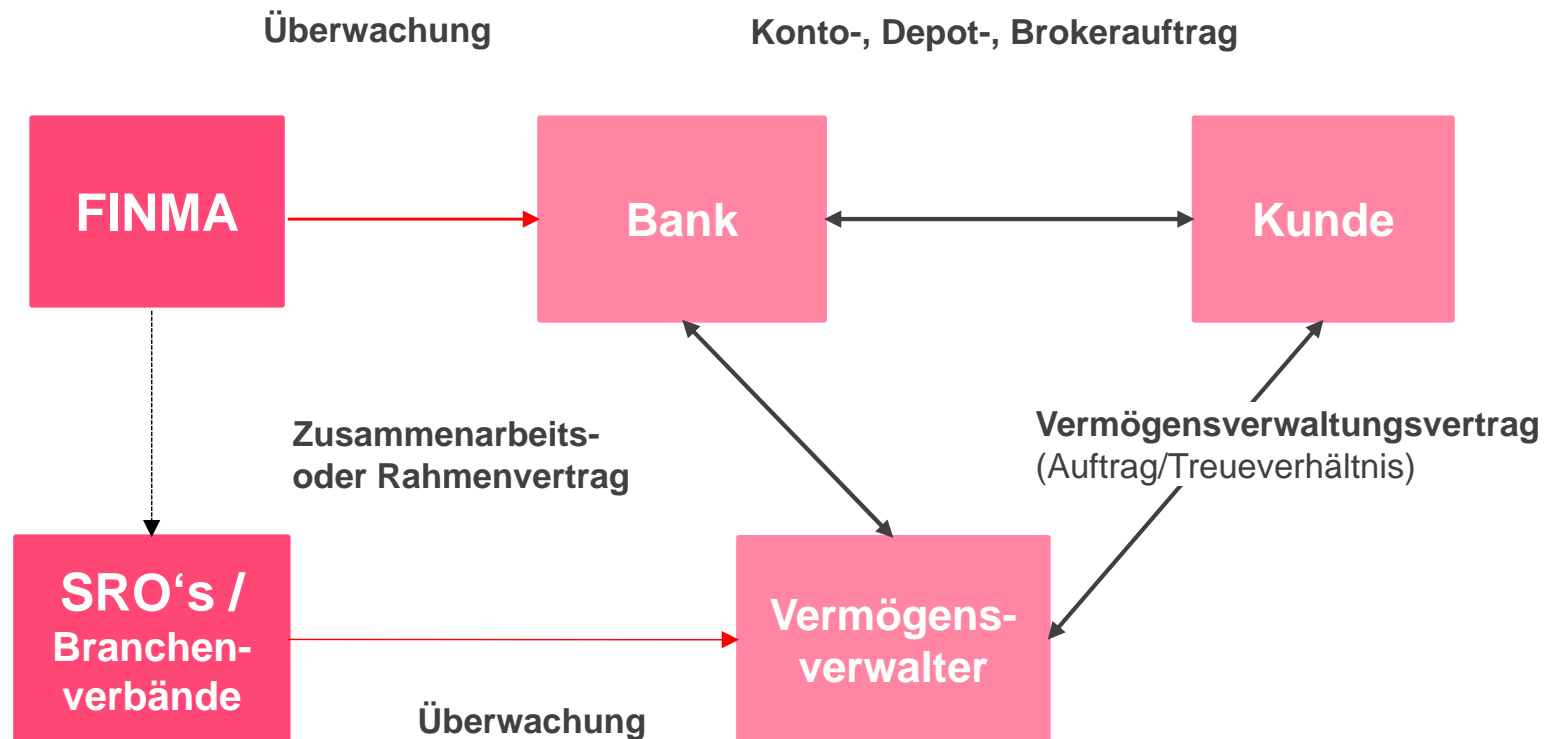 Überwachung
Konto-, Depot-, Brokerauftrag
FINMA
Bank
Kunde
Zusammenarbeits-
oder Rahmenvertrag
Vermögensverwaltungsvertrag
(Auftrag/Treueverhältnis)
SRO‘s /
Branchen-
verbände
Vermögens-
verwalter
Überwachung